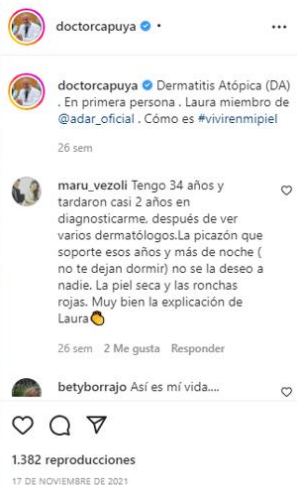 doctorcapuya •
doctorcapuya Dermatitis Atópica (DA)
. En primera persona . Laura miembro de
@adar_oficial . Cómo es #vivirenmipiel
26 sem
maru_vezoli Tengo 34 años y
tardaron casi 2 años en
diagnosticarme, después de ver
varios dermatólogos.La picazón que
soporte esos años y más de noche (
no te dejan dormir) no se la deseo a
nadie. La piel seca y las ronchas
rojas. Muy bien la explicación de
Laura👏
26 sem 2 Me gusta Responder
betyborrajo Así es mí vida....
1.382 reproducciones
17 DE NOVIEMBRE DE 2021